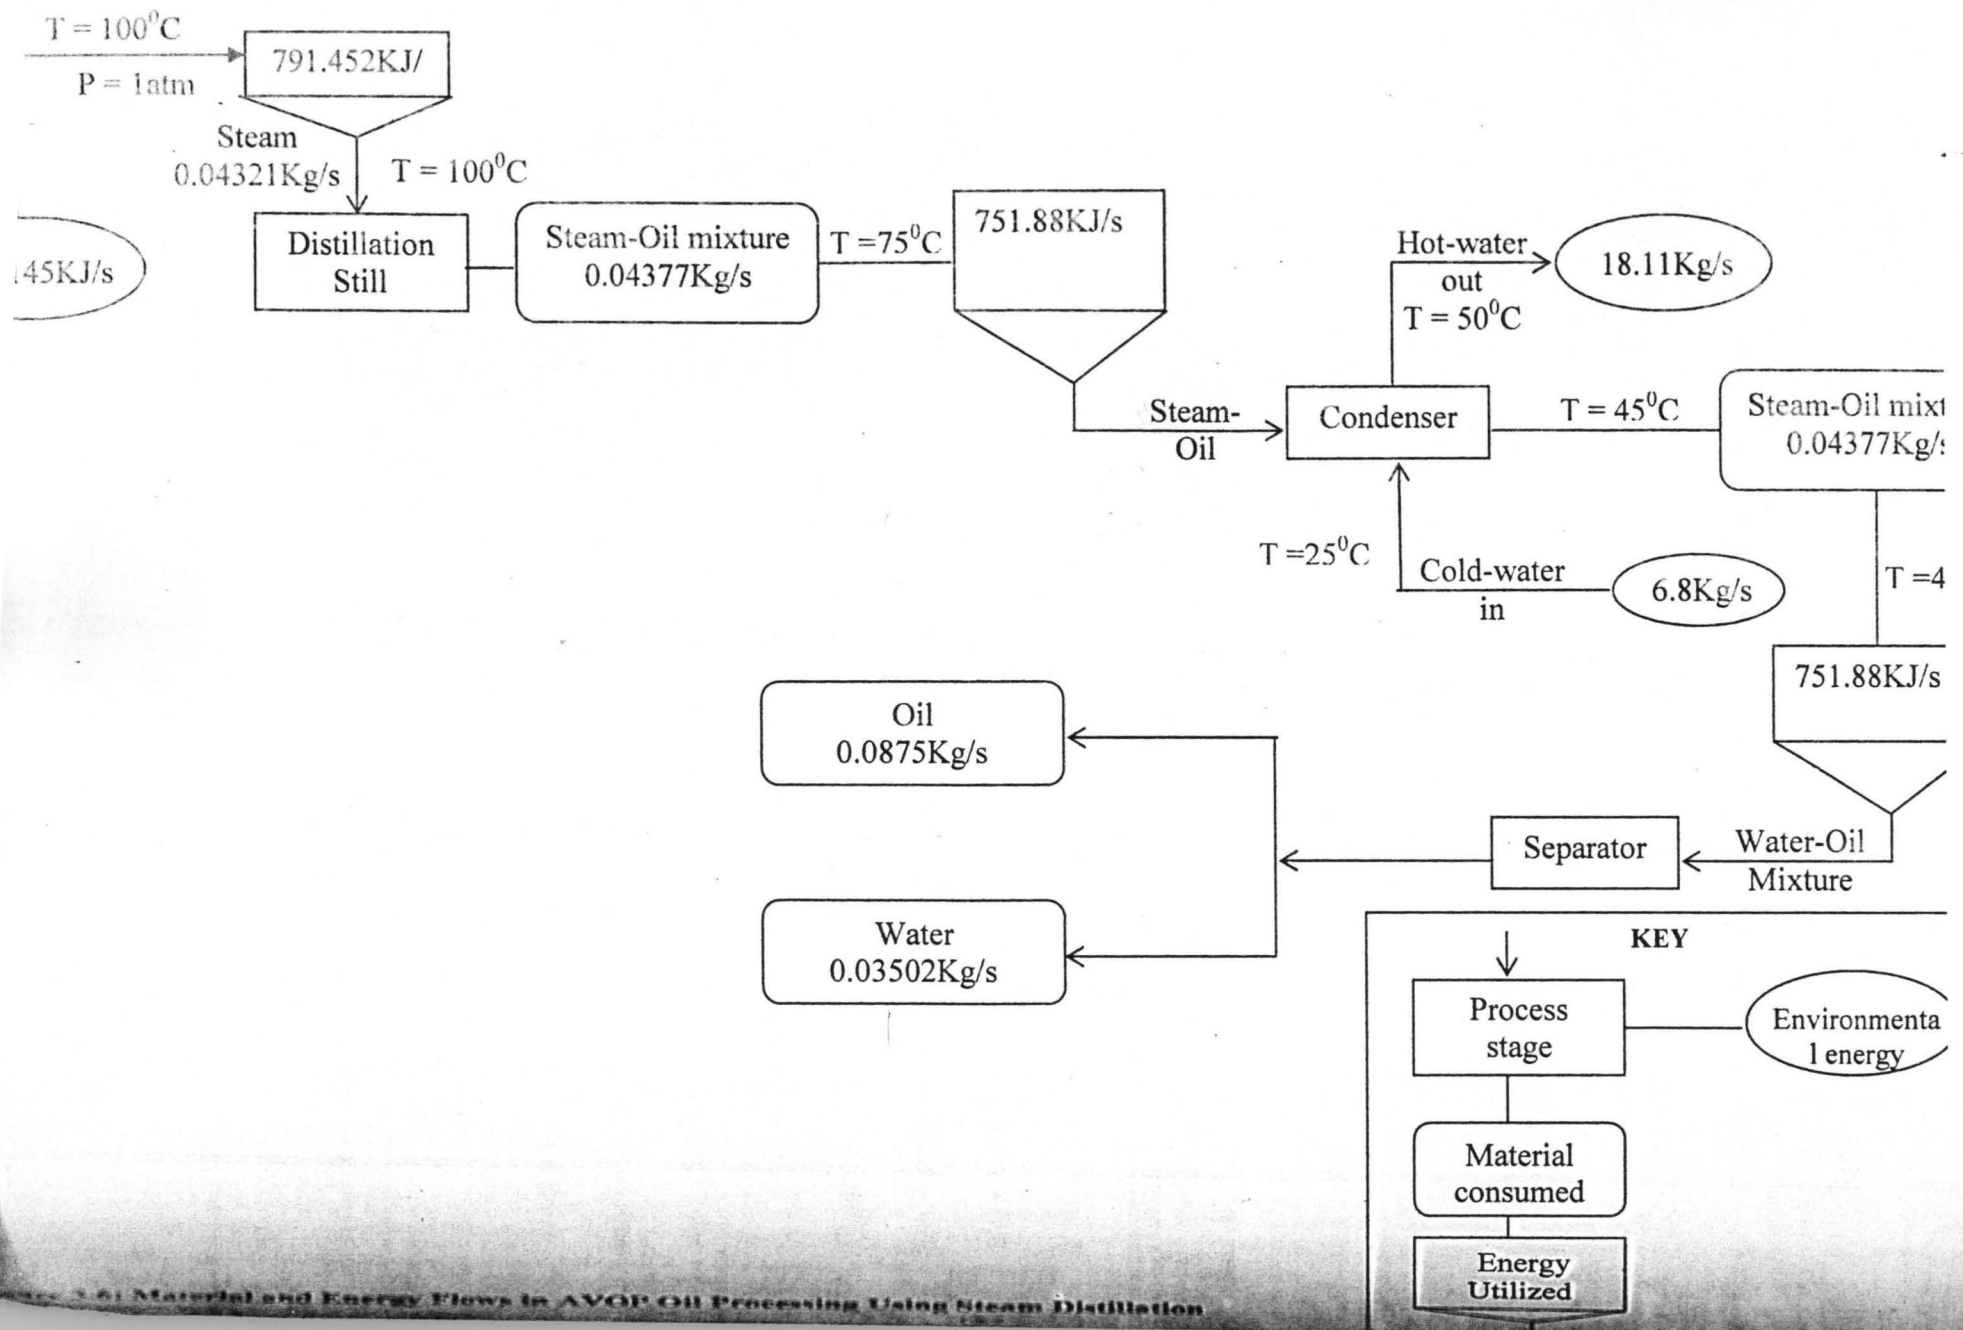 T = 100⁰C
P = 1atm
791.452KJ/
Steam
0.04321Kg/s
T = 100⁰C
145KJ/s
Distillation
Still
Steam-Oil mixture
0.04377Kg/s
T =75⁰C
751.88KJ/s
Hot-water
out
T = 50⁰C
18.11Kg/s
Steam-
Oil
Condenser
T = 45⁰C
Steam-Oil mixt
0.04377Kg/s
T =25⁰C
Cold-water
in
6.8Kg/s
T =4
751.88KJ/s
Oil
0.0875Kg/s
Separator
Water-Oil
Mixture
Water
0.03502Kg/s
KEY
Process
stage
Environmenta
l energy
Material
consumed
Energy
Utilized
Material and Energy Flows in AVOP Oil Processing Using Steam Distillation